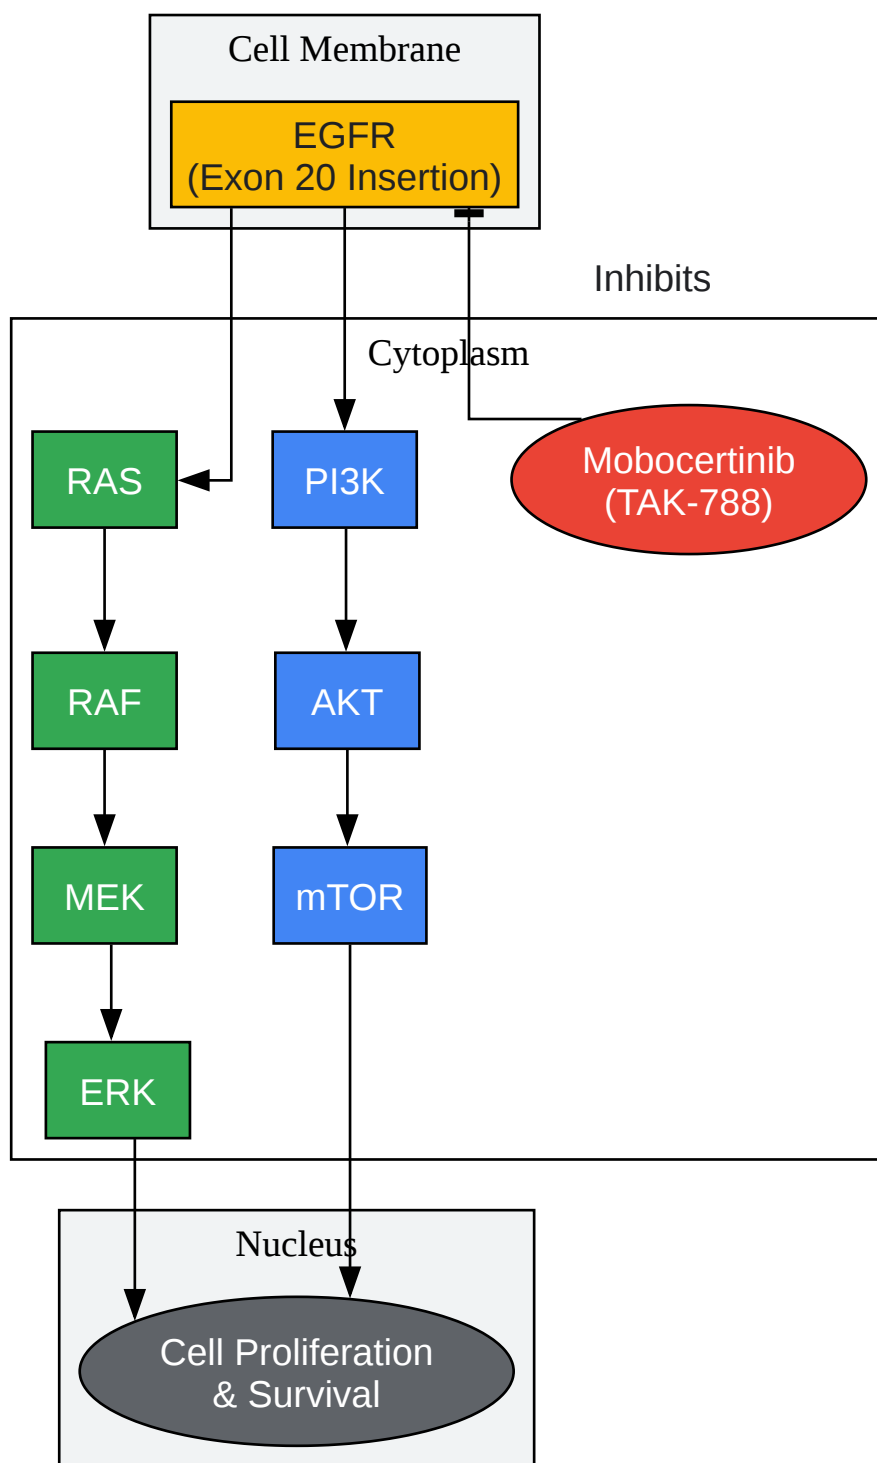 Cell Membrane
EGFR
(Exon 20 Insertion)
Inhibits
Cytoplasm
RAS
PI3K
Mobocertinib
(TAK-788)
RAF
AKT
MEK
mTOR
ERK
Nucleus
Cell Proliferation
& Survival